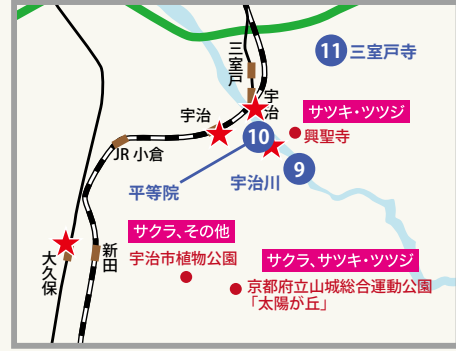 11 三室戸寺
三室戸
宇治
サツキ・ツツジ
興聖寺
宇治
10
JR 小倉
平等院
宇治川
9
サクラ、その他
宇治市植物公園
サクラ、サツキ・ツツジ
京都府立山城総合運動公園
「太陽が丘」
新田
大久保